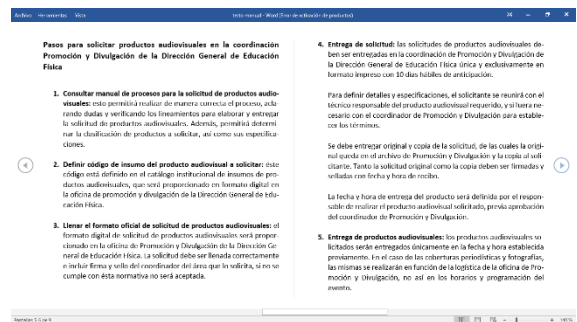 Archivo Herramientas Vista
texto manual - Word (Error de activación de productos)
Pasos para solicitar productos audiovisuales en la coordinación
Promoción y Divulgación de la Dirección General de Educación
Física
1. Consultar manual de procesos para la solicitud de productos audio-
visuales: esto permitirá realizar de manera correcta el proceso, acla-
rando dudas y verificando los lineamientos para elaborar y entregar
la solicitud de productos audiovisuales. Además, permitirá determi-
nar la clasificación de productos a solicitar, así como sus especifica-
ciones.
2. Definir código de insumo del producto audiovisual a solicitar: éste
código está definido en el catálogo institucional de insumos de pro-
ductos audiovisuales, que será proporcionado en formato digital en
la oficina de promoción y divulgación de la Dirección General de Edu-
cación Física.
3. Llenar el formato oficial de solicitud de productos audiovisuales: el
formato digital de solicitud de productos audiovisuales será propor-
cionado en la oficina de Promoción y Divulgación de la Dirección Ge-
neral de Educación Física. La solicitud debe ser llenada correctamente
e incluir firma y sello del coordinador del área que lo solicita, si no se
cumple con ésta normativa no será aceptada.
4. Entrega de solicitud: las solicitudes de productos audiovisuales de-
ben ser entregadas en la coordinación de Promoción y Divulgación de
la Dirección General de Educación Física única y exclusivamente en
formato impreso con 10 días hábiles de anticipación.
Para definir detalles y especificaciones, el solicitante se reunirá con el
técnico responsable del producto audiovisual requerido, y si fuera ne-
cesario con el coordinador de Promoción y Divulgación para estable-
cer los términos.
Se debe entregar original y copia de la solicitud, de las cuales la origi-
nal queda en el archivo de Promoción y Divulgación y la copia al soli-
citante. Tanto la solicitud original como la copia deben ser firmadas y
selladas con fecha y hora de recibo.
La fecha y hora de entrega del producto será definida por el respon-
sable de realizar el producto audiovisual solicitado, previa aprobación
del coordinador de Promoción y Divulgación.
5. Entrega de productos audiovisuales: los productos audiovisuales so-
licitados serán entregados únicamente en la fecha y hora establecida
previamente. En el caso de las coberturas periodísticas y fotografías,
las mismas se realizarán en función de la logística de la oficina de Pro-
moción y Divulgación, no así en los horarios y programación del
evento.
Pantallas 5-6 de 9